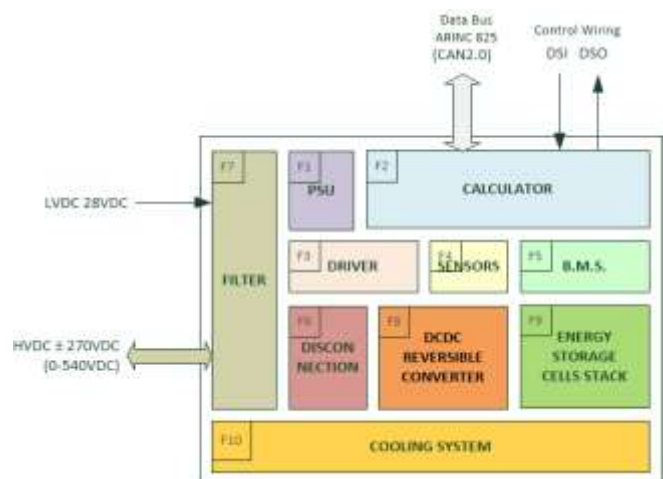 Data Bus
ARINC 825
(CAN2.0)
Control Wiring
DSI DSO
F7
F1
PSU
F2
CALCULATOR
LVDC 28VDC
F3
DRIVER
F4
SENSORS
F5
B.M.S.
FILTER
HVDC ± 270VDC
(0-540VDC)
DISCON
NECTION
DCDC
REVERSIBLE
CONVERTER
F9
ENERGY
STORAGE
CELLS STACK
F10
COOLING SYSTEM